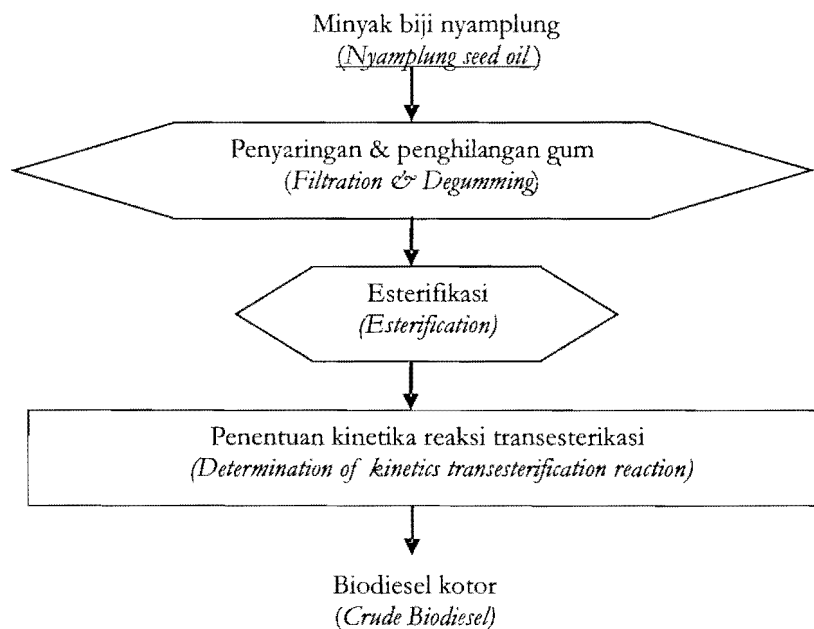 Minyak biji nyamplung
(Nyamplung seed oil)
Penyaringan & penghilangan gum
(Filtration & Degumming)
Esterifikasi
(Esterification)
Penentuan kinetika reaksi transesterikasi
(Determination of kinetics transesterification reaction)
Biodiesel kotor
(Crude Biodiesel)